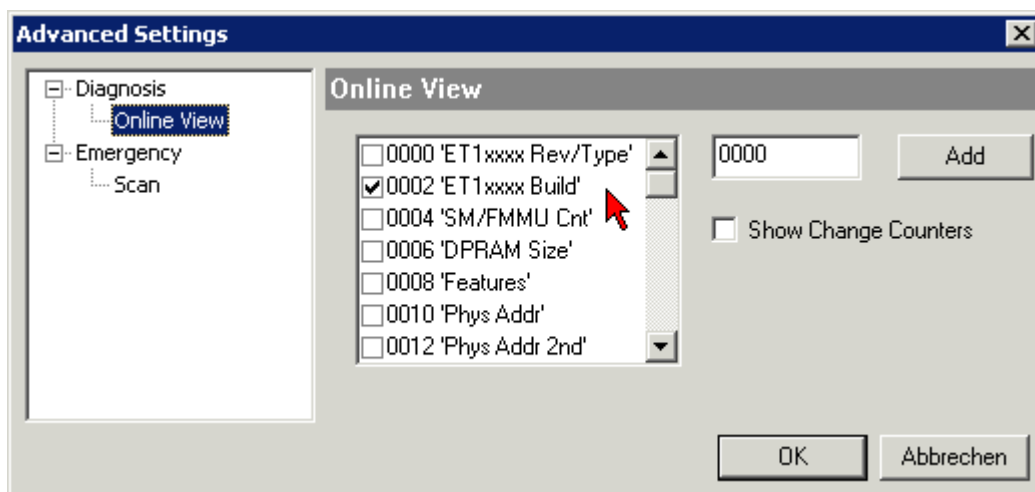 Advanced Settings
Diagnosis
Online View
Emergency
Scan
Online View
0000 'ET1xxxx Rev/Type'
0002 'ET1xxxx Build'
0004 'SM/FMMU Cnt'
0006 'DPRAM Size'
0008 'Features'
0010 'Phys Addr'
0012 'Phys Addr 2nd'
0000
Add
Show Change Counters
OK
Abbrechen